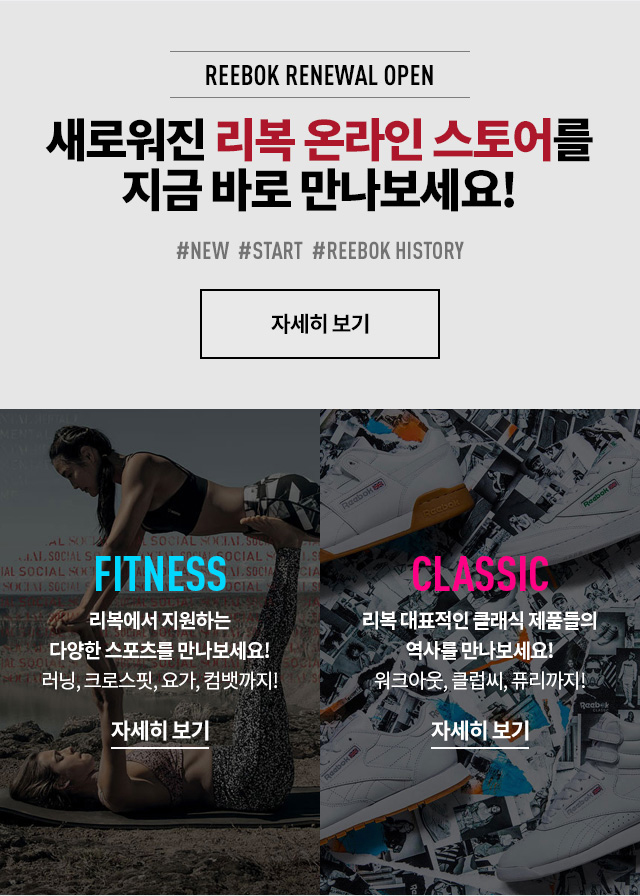 REEBOK RENEWAL OPEN
새로워진 리복 온라인 스토어를
지금 바로 만나보세요!
#NEW #START #REEBOK HISTORY
자세히 보기
FITNESS
리복에서 지원하는
다양한 스포츠를 만나보세요!
러닝, 크로스핏, 요가, 컴뱃까지!
자세히 보기
CLASSIC
리복 대표적인 클래식 제품들의
역사를 만나보세요!
워크아웃, 클럽씨, 퓨리까지!
자세히 보기